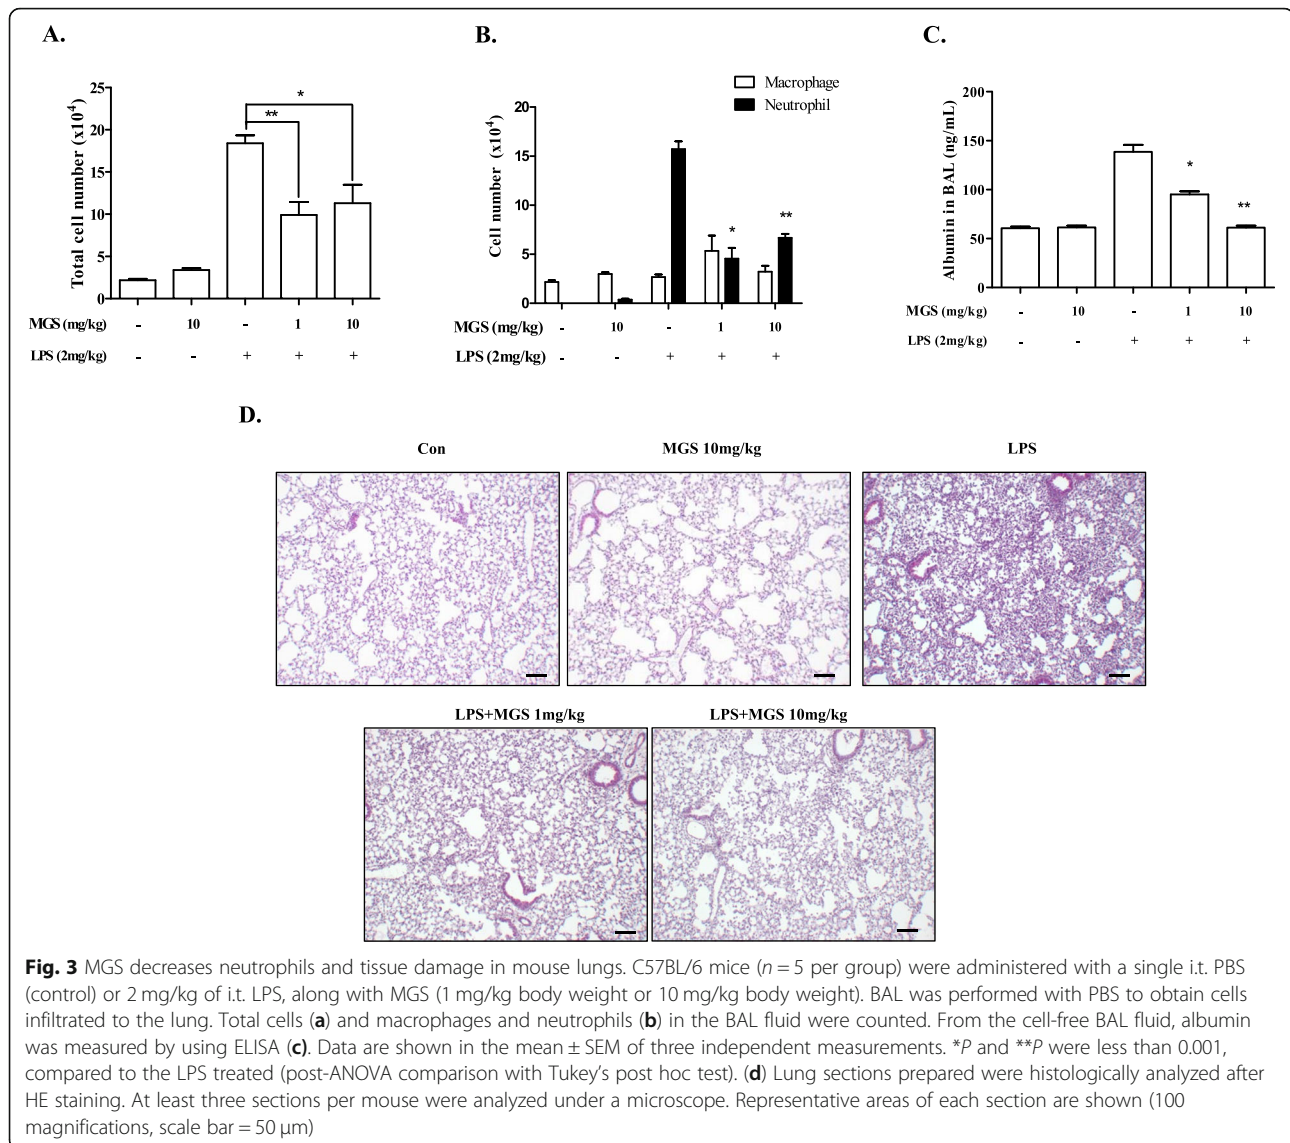 A.
Total cell number (x10⁴)
25
20
15
10
5
0
*
**
MGS (mg/kg) - 10 - 1 10
LPS (2mg/kg) - - + + +
B.
Macrophage
Neutrophil
Cell number (x10⁴)
20
15
10
5
0
*
**
MGS (mg/kg) - 10 - 1 10
LPS (2mg/kg) - - + + +
C.
Albumin in BAL (ng/mL)
200
150
100
50
0
*
**
MGS (mg/kg) - 10 - 1 10
LPS (2mg/kg) - - + + +
D.
Con MGS 10mg/kg LPS
LPS+MGS 1mg/kg LPS+MGS 10mg/kg
Fig. 3 MGS decreases neutrophils and tissue damage in mouse lungs. C57BL/6 mice (n = 5 per group) were administered with a single i.t. PBS
(control) or 2 mg/kg of i.t. LPS, along with MGS (1 mg/kg body weight or 10 mg/kg body weight). BAL was performed with PBS to obtain cells
infiltrated to the lung. Total cells (a) and macrophages and neutrophils (b) in the BAL fluid were counted. From the cell-free BAL fluid, albumin
was measured by using ELISA (c). Data are shown in the mean ± SEM of three independent measurements. *P and **P were less than 0.001,
compared to the LPS treated (post-ANOVA comparison with Tukey's post hoc test). (d) Lung sections prepared were histologically analyzed after
HE staining. At least three sections per mouse were analyzed under a microscope. Representative areas of each section are shown (100
magnifications, scale bar = 50 μm)